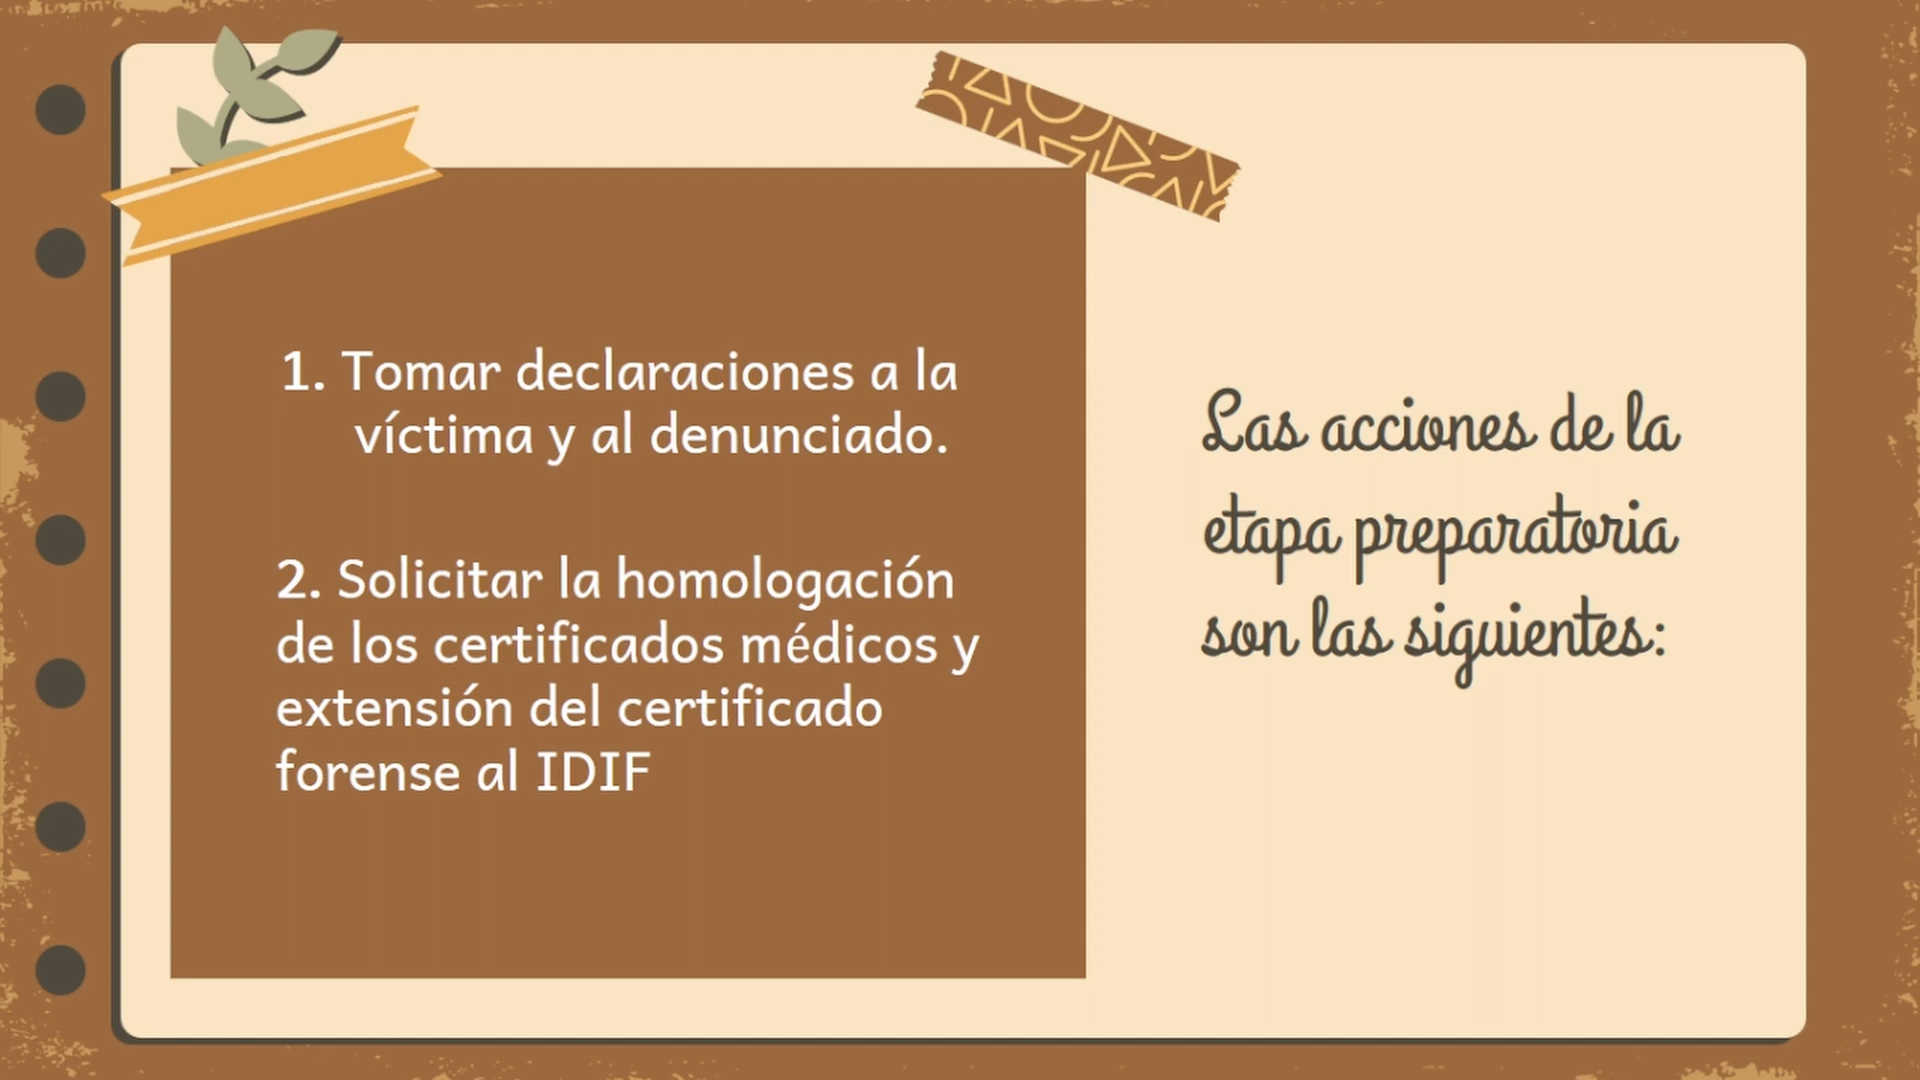 1. Tomar declaraciones a la
víctima y al denunciado.
2. Solicitar la homologación
de los certificados médicos y
extensión del certificado
forense al IDIF
Las acciones de la
etapa preparatoria
son las siguientes: